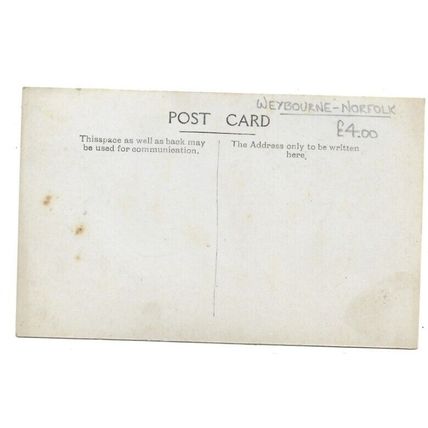 WEYBOURNE-NORFOLK
POST CARD
£4.00
Thisspace as well as back may
be used for communication.
The Address only to be written
here,